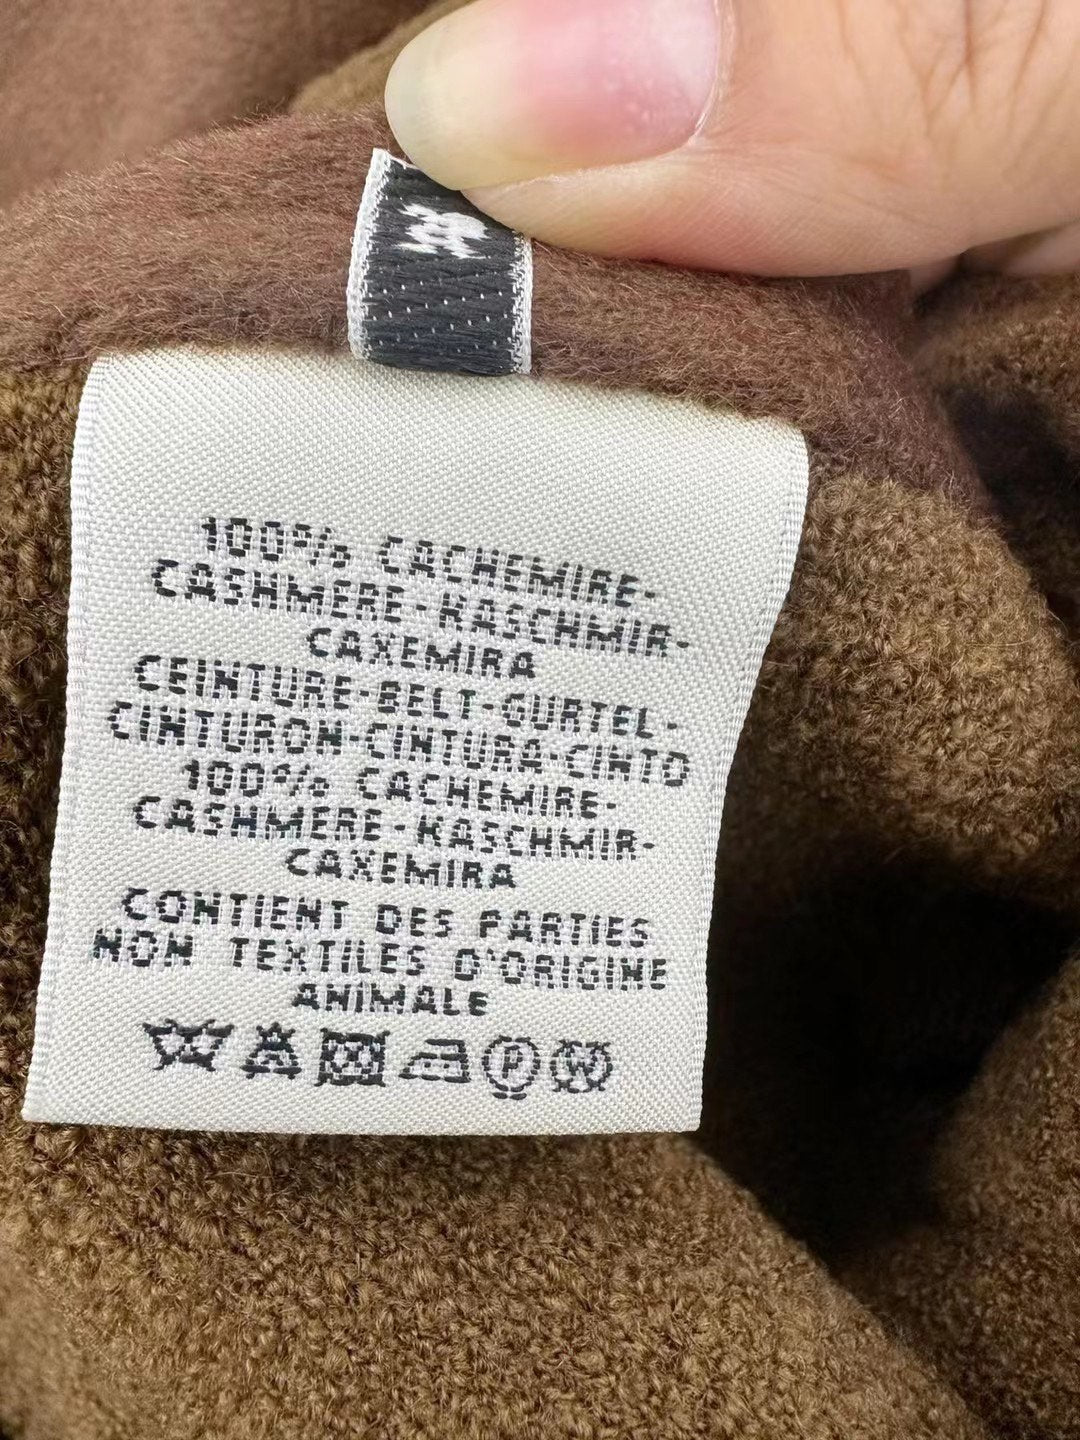 100% CACHEMIRE-
CASHMERE-KASCHMIR-
CAXEMIRA
CEINTURE-BELT-GURTEL-
CINTURON-CINTURA-CINTO
100% CACHEMIRE-
CASHMERE-KASCHMIR-
CAXEMIRA
CONTIENT DES PARTIES
NON TEXTILES D'ORIGINE
ANIMALE
P W